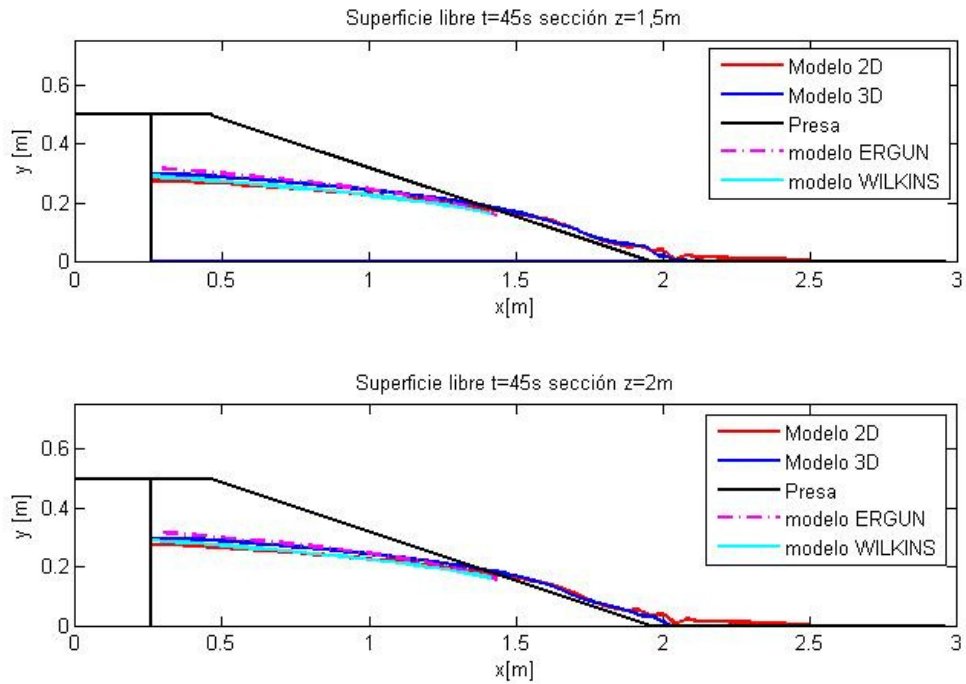 Superficie libre t=45s sección z=1,5m
Modelo 2D
Modelo 3D
Presa
modelo ERGUN
modelo WILKINS
y [m]
0.6
0.4
0.2
0
0 0.5 1 1.5 2 2.5 3
x[m]
Superficie libre t=45s sección z=2m
Modelo 2D
Modelo 3D
Presa
modelo ERGUN
modelo WILKINS
y [m]
0.6
0.4
0.2
0
0 0.5 1 1.5 2 2.5 3
x[m]